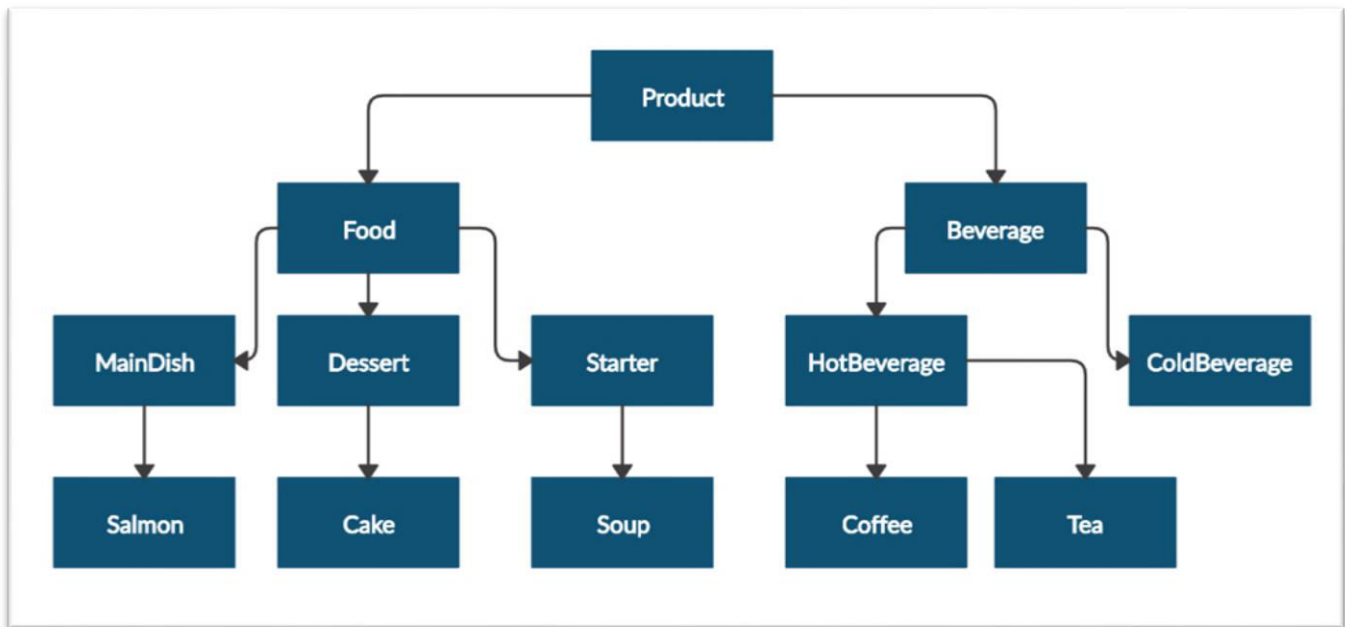 Product
Food
Beverage
MainDish
Dessert
Starter
HotBeverage
ColdBeverage
Salmon
Cake
Soup
Coffee
Tea